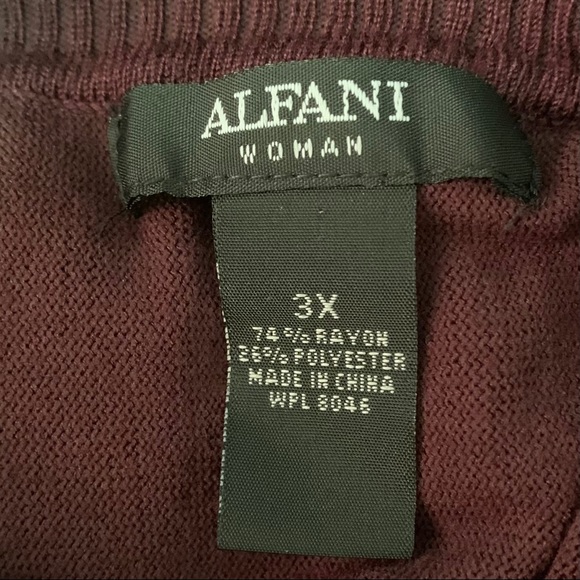 ALFANI
WOMAN
3X
74% RAYON
26% POLYESTER
MADE IN CHINA
WPL 8046